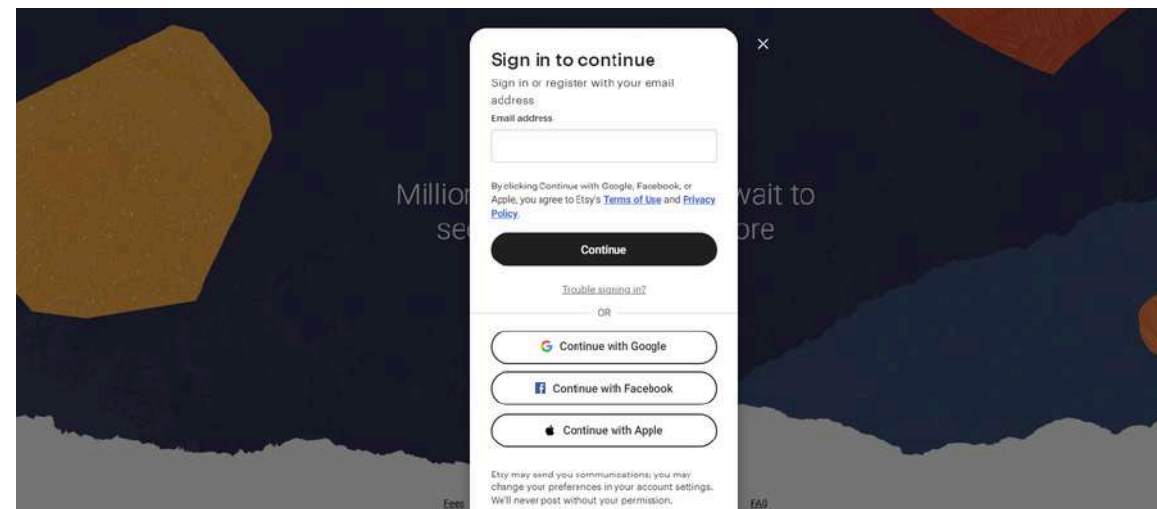 Sign in to continue
Sign in or register with your email
address
Email address
By clicking Continue with Google, Facebook, or
Apple, you agree to Etsy's Terms of Use and Privacy
Policy.
Million
wait to
see
ore
Continue
Trouble signing in?
OR
Continue with Google
Continue with Facebook
Continue with Apple
Etsy may send you communications; you may
change your preferences in your account settings.
We'll never post without your permission.
Fees
FAQ